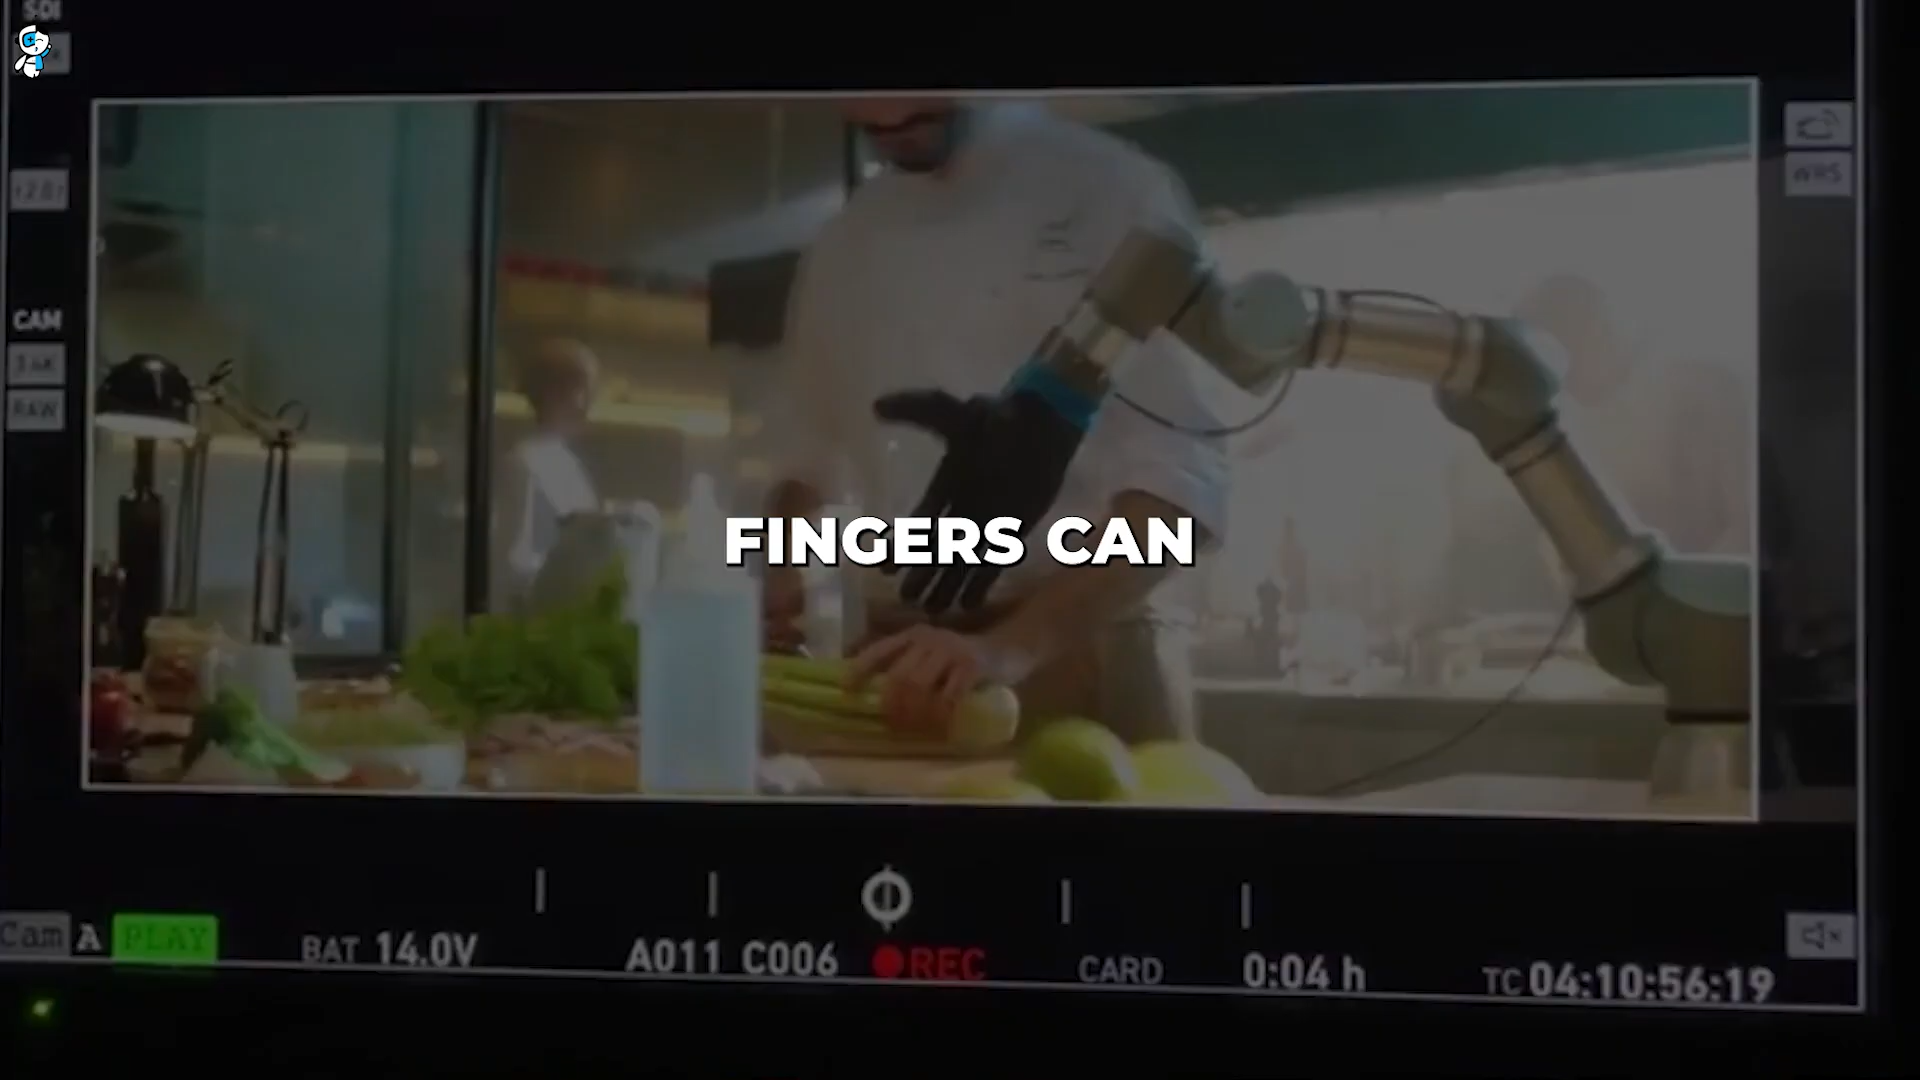 SDI
CAM
RAW
FINGERS CAN
Cam A PLAY
BAT 14.0V
A011 C006
REC
CARD
0:04 h
TC 04:10:56:19